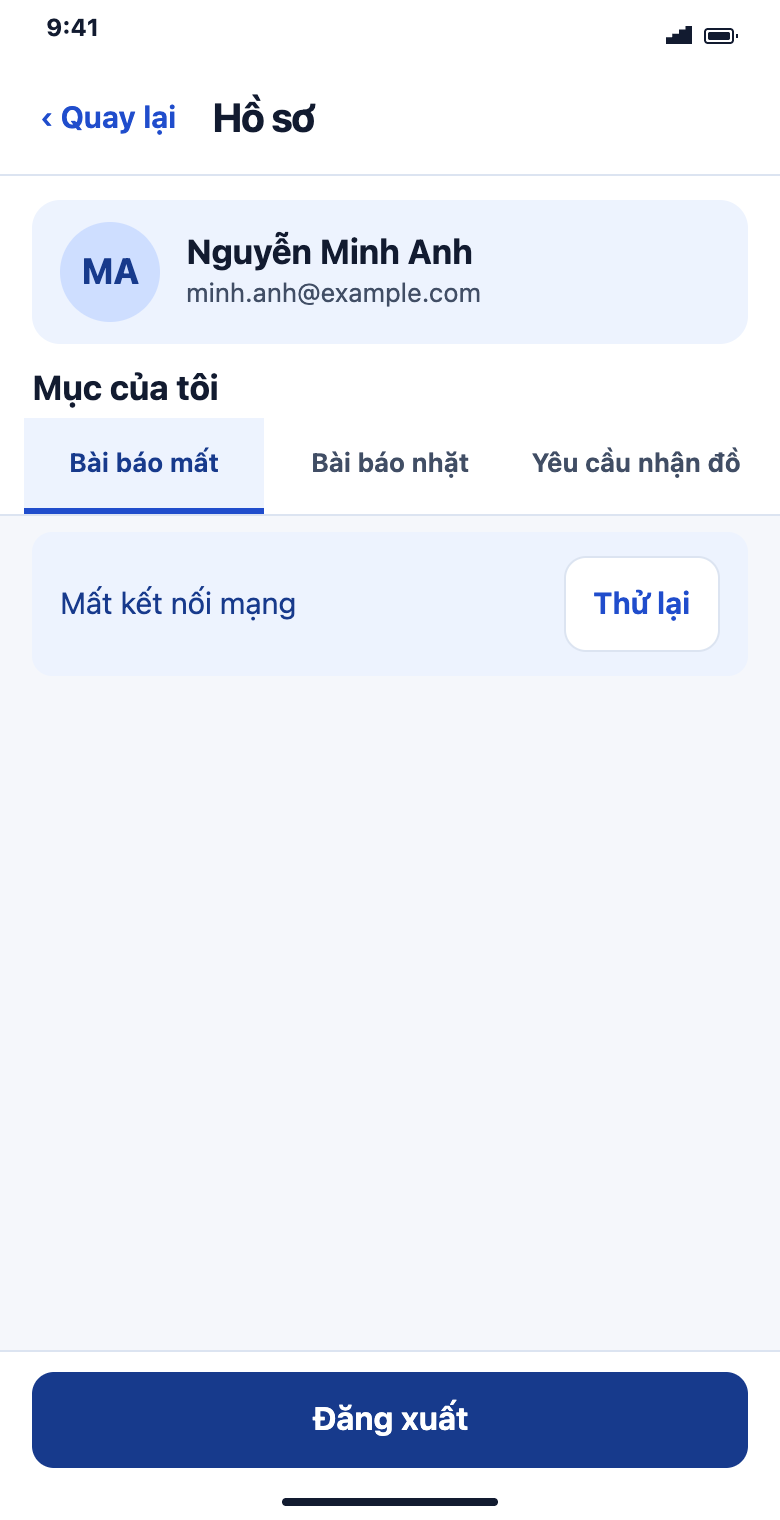 9:41
‹ Quay lại Hồ sơ
MA
Nguyễn Minh Anh
minh.anh@example.com
Mục của tôi
Bài báo mất Bài báo nhặt Yêu cầu nhận đồ
Mất kết nối mạng Thử lại
Đăng xuất